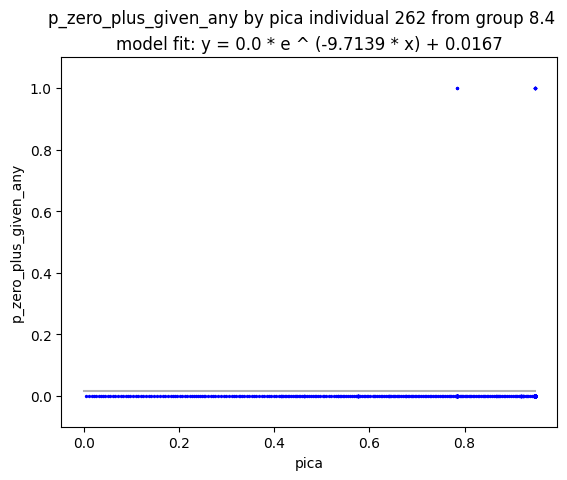 p_zero_plus_given_any by pica individual 262 from group 8.4
model fit: y = 0.0 * e ^ (-9.7139 * x) + 0.0167
1.0
0.8
0.6
0.4
0.2
0.0
p_zero_plus_given_any
0.0 0.2 0.4 0.6 0.8
pica